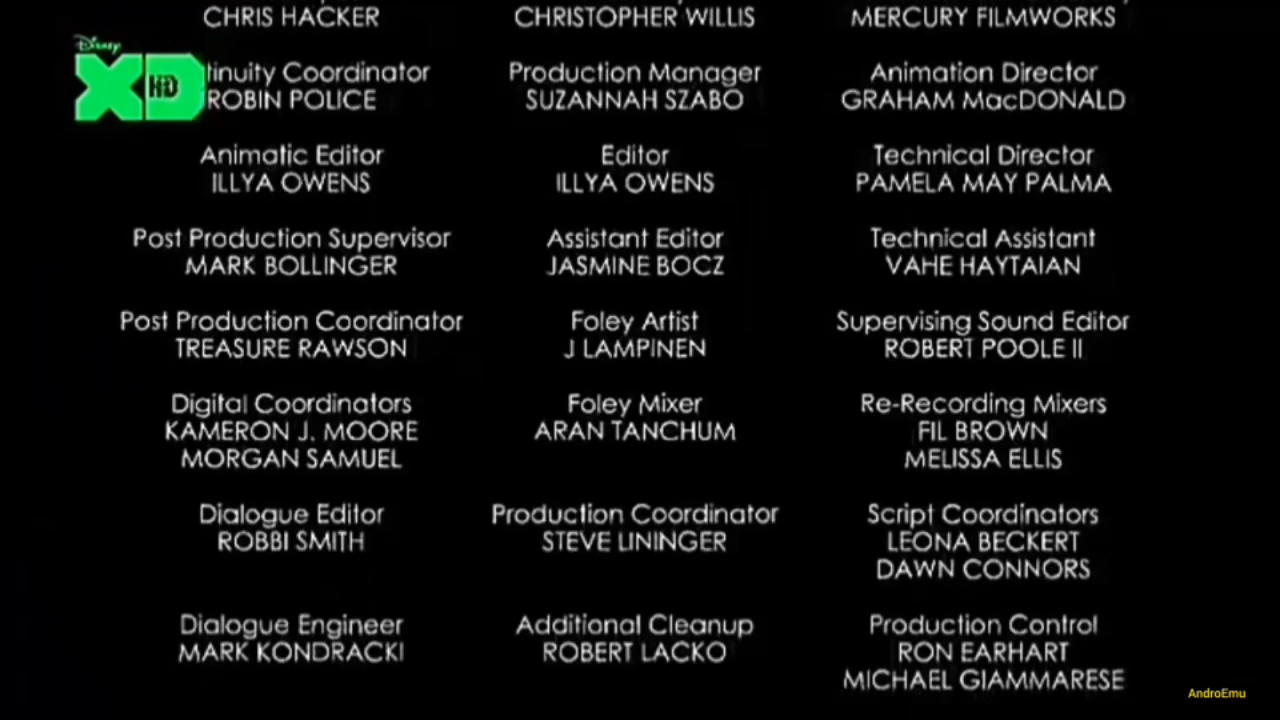 CHRIS HACKER
CHRISTOPHER WILLIS
MERCURY FILMWORKS
Disney
XD
HD
tinuity Coordinator
ROBIN POLICE
Production Manager
SUZANNAH SZABO
Animation Director
GRAHAM MacDONALD
Animatic Editor
ILLYA OWENS
Editor
ILLYA OWENS
Technical Director
PAMELA MAY PALMA
Post Production Supervisor
MARK BOLLINGER
Assistant Editor
JASMINE BOCZ
Technical Assistant
VAHE HAYTAIAN
Post Production Coordinator
TREASURE RAWSON
Foley Artist
J LAMPINEN
Supervising Sound Editor
ROBERT POOLE II
Digital Coordinators
KAMERON J. MOORE
MORGAN SAMUEL
Foley Mixer
ARAN TANCHUM
Re-Recording Mixers
FIL BROWN
MELISSA ELLIS
Dialogue Editor
ROBBI SMITH
Production Coordinator
STEVE LININGER
Script Coordinators
LEONA BECKERT
DAWN CONNORS
Dialogue Engineer
MARK KONDRACKI
Additional Cleanup
ROBERT LACKO
Production Control
RON EARHART
MICHAEL GIAMMARESE
AndroEmu